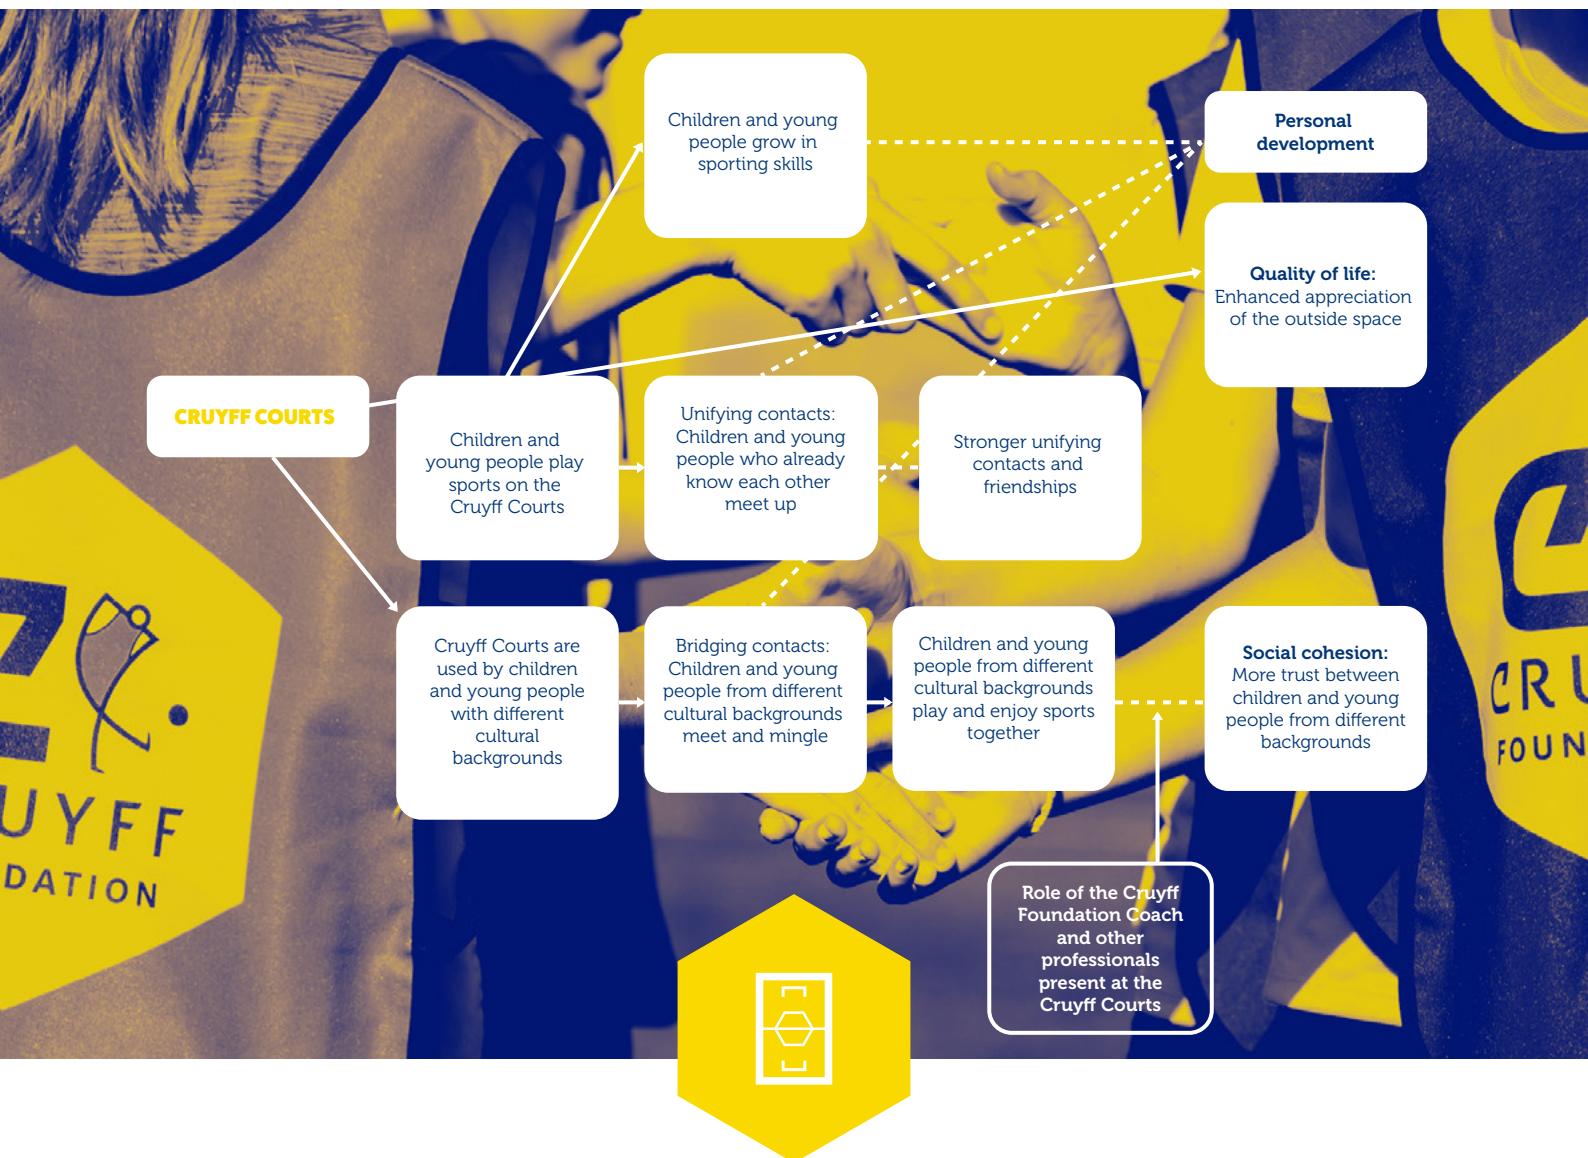 Children and young
people grow in
sporting skills
Personal
development
Quality of life:
Enhanced appreciation
of the outside space
CRUYFF COURTS
Children and
young people play
sports on the
Cruyff Courts
Unifying contacts:
Children and young
people who already
know each other
meet up
Stronger unifying
contacts and
friendships
Cruyff Courts are
used by children
and young people
with different
cultural
backgrounds
Bridging contacts:
Children and young
people from different
cultural backgrounds
meet and mingle
Children and young
people from different
cultural backgrounds
play and enjoy sports
together
Social cohesion:
More trust between
children and young
people from different
backgrounds
Role of the Cruyff
Foundation Coach
and other
professionals
present at the
Cruyff Courts
UYFF
DATION
CRU
FOUN